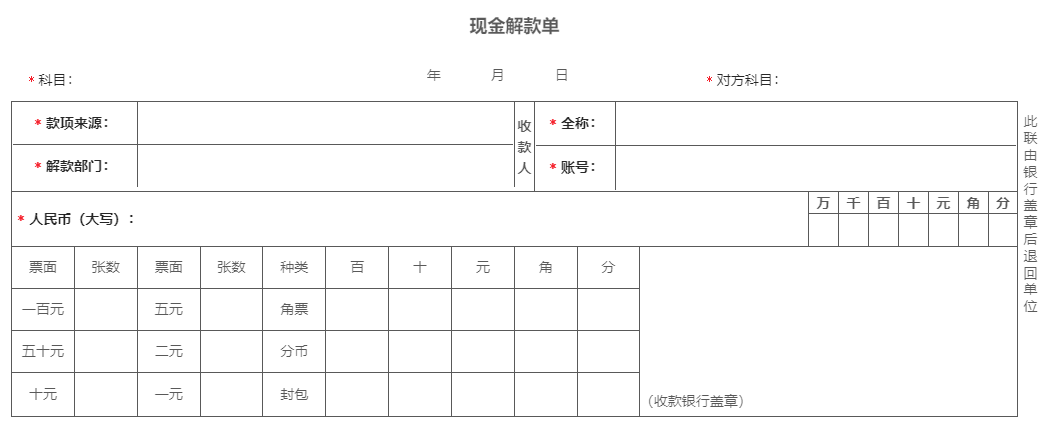 现金解款单
* 科目： 年 月 日 * 对方科目：
* 款项来源： 收款人 * 全称：
* 解款部门： * 账号：
* 人民币（大写）： 万 千 百 十 元 角 分
票面 张数 票面 张数 种类 百 十 元 角 分
一百元 五元 角票
五十元 二元 分币
十元 一元 封包
（收款银行盖章）
此联由银行盖章后退回单位